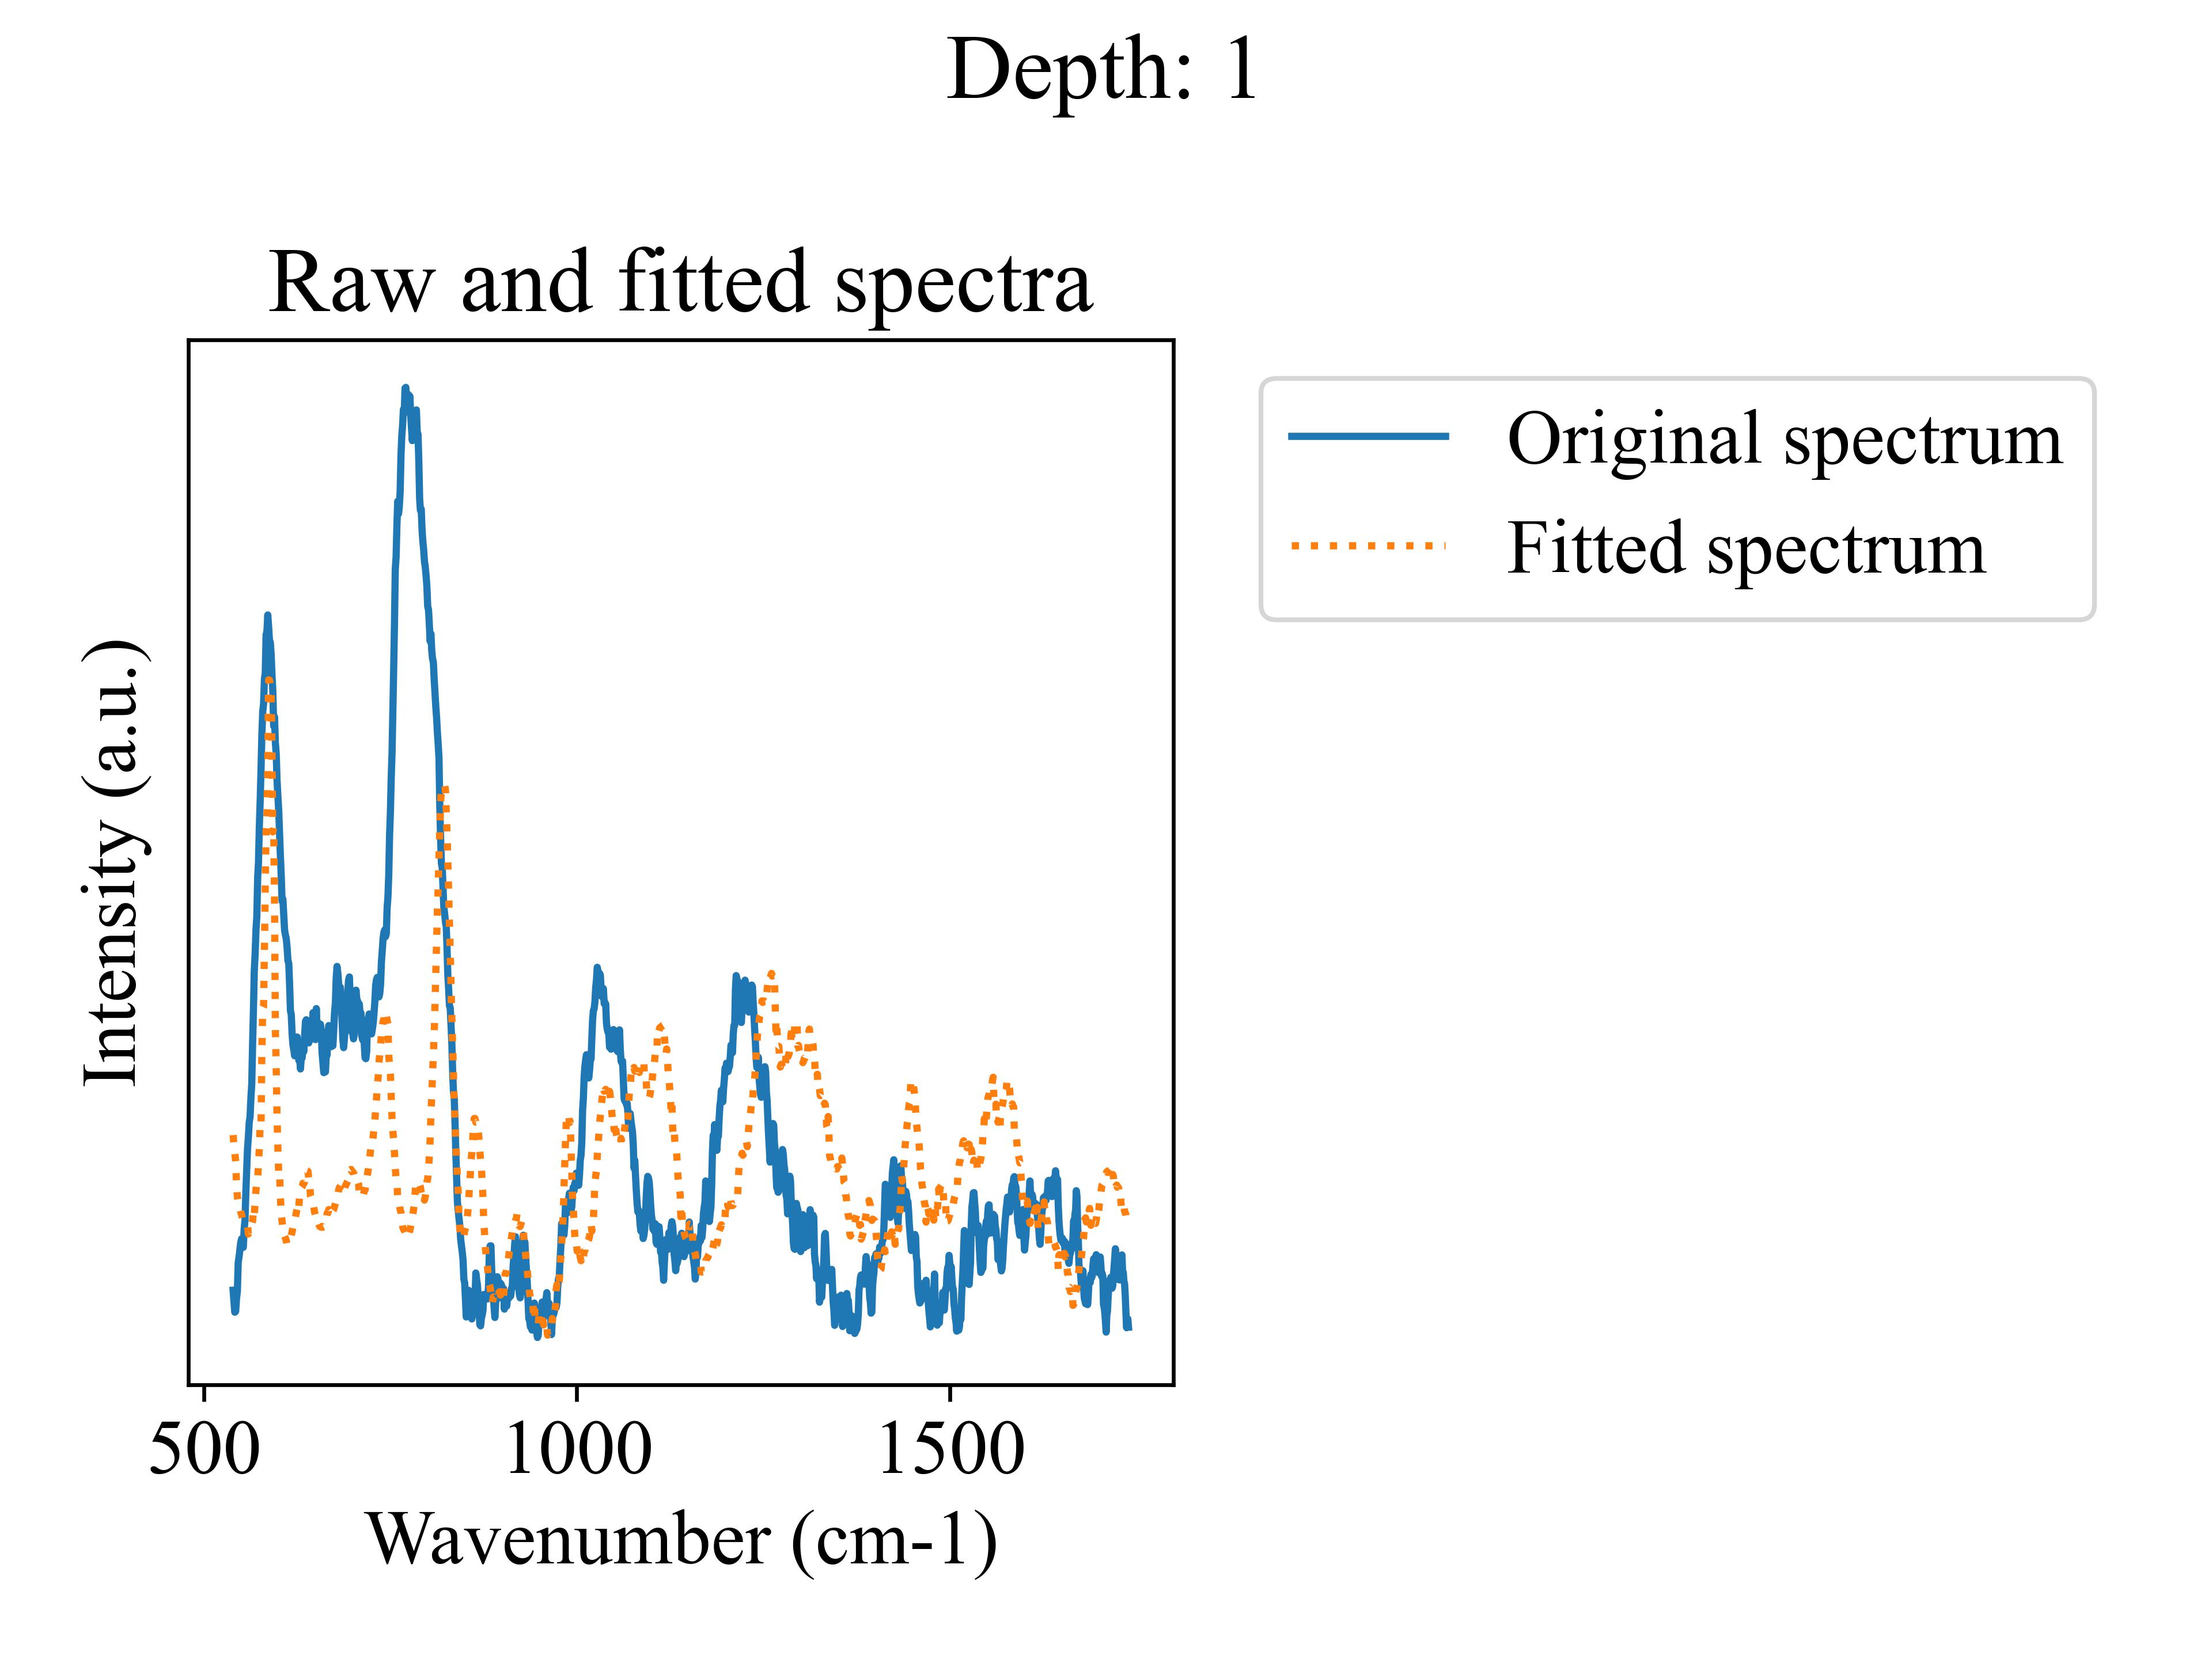 Depth: 1
Raw and fitted spectra
Original spectrum
Fitted spectrum
Intensity (a.u.)
500 1000 1500
Wavenumber (cm-1)